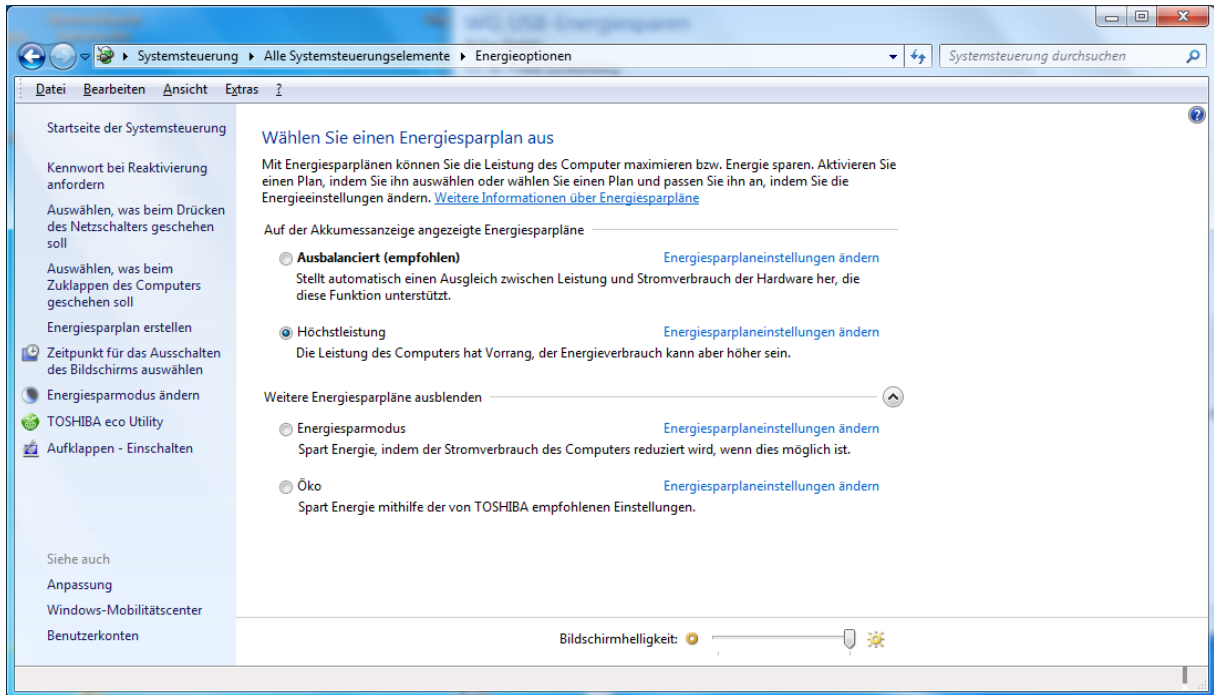 WG USB-Energiesparen
Systemsteuerung Alle Systemsteuerungselemente Energieoptionen
Systemsteuerung durchsuchen
Datei Bearbeiten Ansicht Extras ?
Startseite der Systemsteuerung
Kennwort bei Reaktivierung
anfordern
Auswählen, was beim Drücken
des Netzschalters geschehen
soll
Auswählen, was beim
Zuklappen des Computers
geschehen soll
Energiesparplan erstellen
Zeitpunkt für das Ausschalten
des Bildschirms auswählen
Energiesparmodus ändern
TOSHIBA eco Utility
Aufklappen - Einschalten
Siehe auch
Anpassung
Windows-Mobilitätscenter
Benutzerkonten
Wählen Sie einen Energiesparplan aus
Mit Energiesparplänen können Sie die Leistung des Computer maximieren bzw. Energie sparen. Aktivieren Sie
einen Plan, indem Sie ihn auswählen oder wählen Sie einen Plan und passen Sie ihn an, indem Sie die
Energieeinstellungen ändern. Weitere Informationen über Energiesparpläne
Auf der Akkumessanzeige angezeigte Energiesparpläne
Ausbalanciert (empfohlen) Energiesparplaneinstellungen ändern
Stellt automatisch einen Ausgleich zwischen Leistung und Stromverbrauch der Hardware her, die
diese Funktion unterstützt.
Höchstleistung Energiesparplaneinstellungen ändern
Die Leistung des Computers hat Vorrang, der Energieverbrauch kann aber höher sein.
Weitere Energiesparpläne ausblenden
Energiesparmodus Energiesparplaneinstellungen ändern
Spart Energie, indem der Stromverbrauch des Computers reduziert wird, wenn dies möglich ist.
Öko Energiesparplaneinstellungen ändern
Spart Energie mithilfe der von TOSHIBA empfohlenen Einstellungen.
Bildschirmhelligkeit: